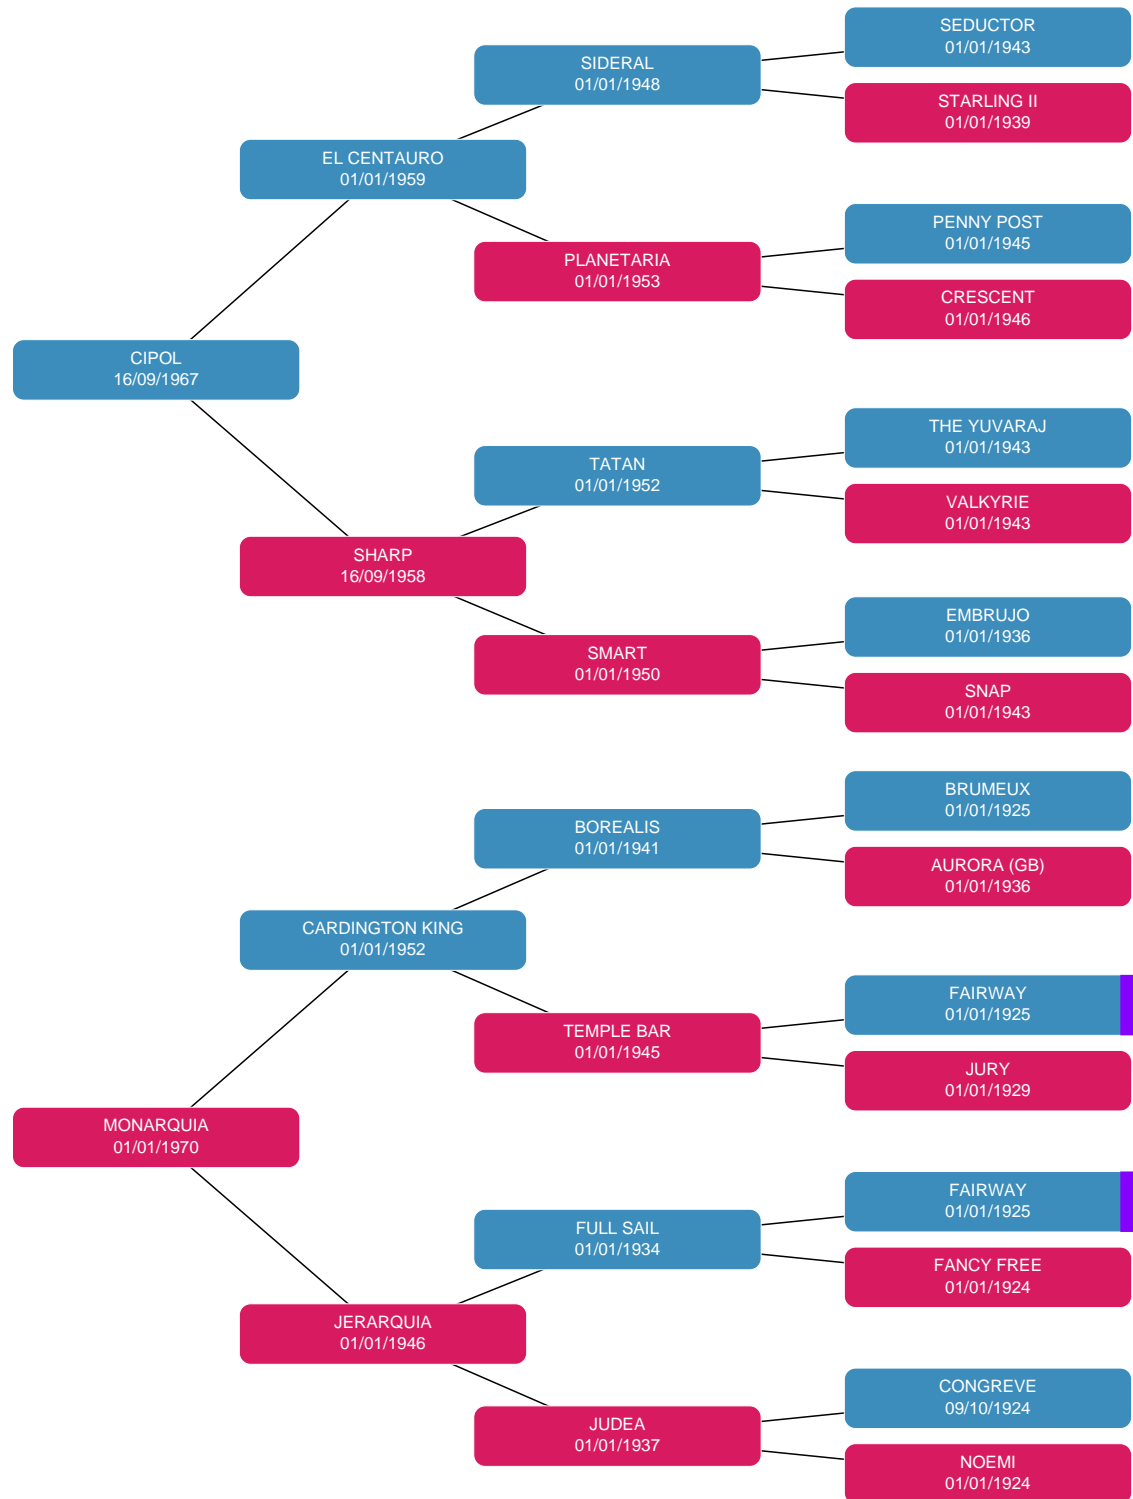 SEDUCTOR
01/01/1943
SIDERAL
01/01/1948
STARLING II
01/01/1939
EL CENTAURO
01/01/1959
PENNY POST
01/01/1945
PLANETARIA
01/01/1953
CRESCENT
01/01/1946
CIPOL
16/09/1967
THE YUVARAJ
01/01/1943
TATAN
01/01/1952
VALKYRIE
01/01/1943
SHARP
16/09/1958
EMBRUJO
01/01/1936
SMART
01/01/1950
SNAP
01/01/1943
BRUMEUX
01/01/1925
BOREALIS
01/01/1941
AURORA (GB)
01/01/1936
CARDINGTON KING
01/01/1952
FAIRWAY
01/01/1925
TEMPLE BAR
01/01/1945
JURY
01/01/1929
MONARQUIA
01/01/1970
FAIRWAY
01/01/1925
FULL SAIL
01/01/1934
FANCY FREE
01/01/1924
JERARQUIA
01/01/1946
CONGREVE
09/10/1924
JUDEA
01/01/1937
NOEMI
01/01/1924